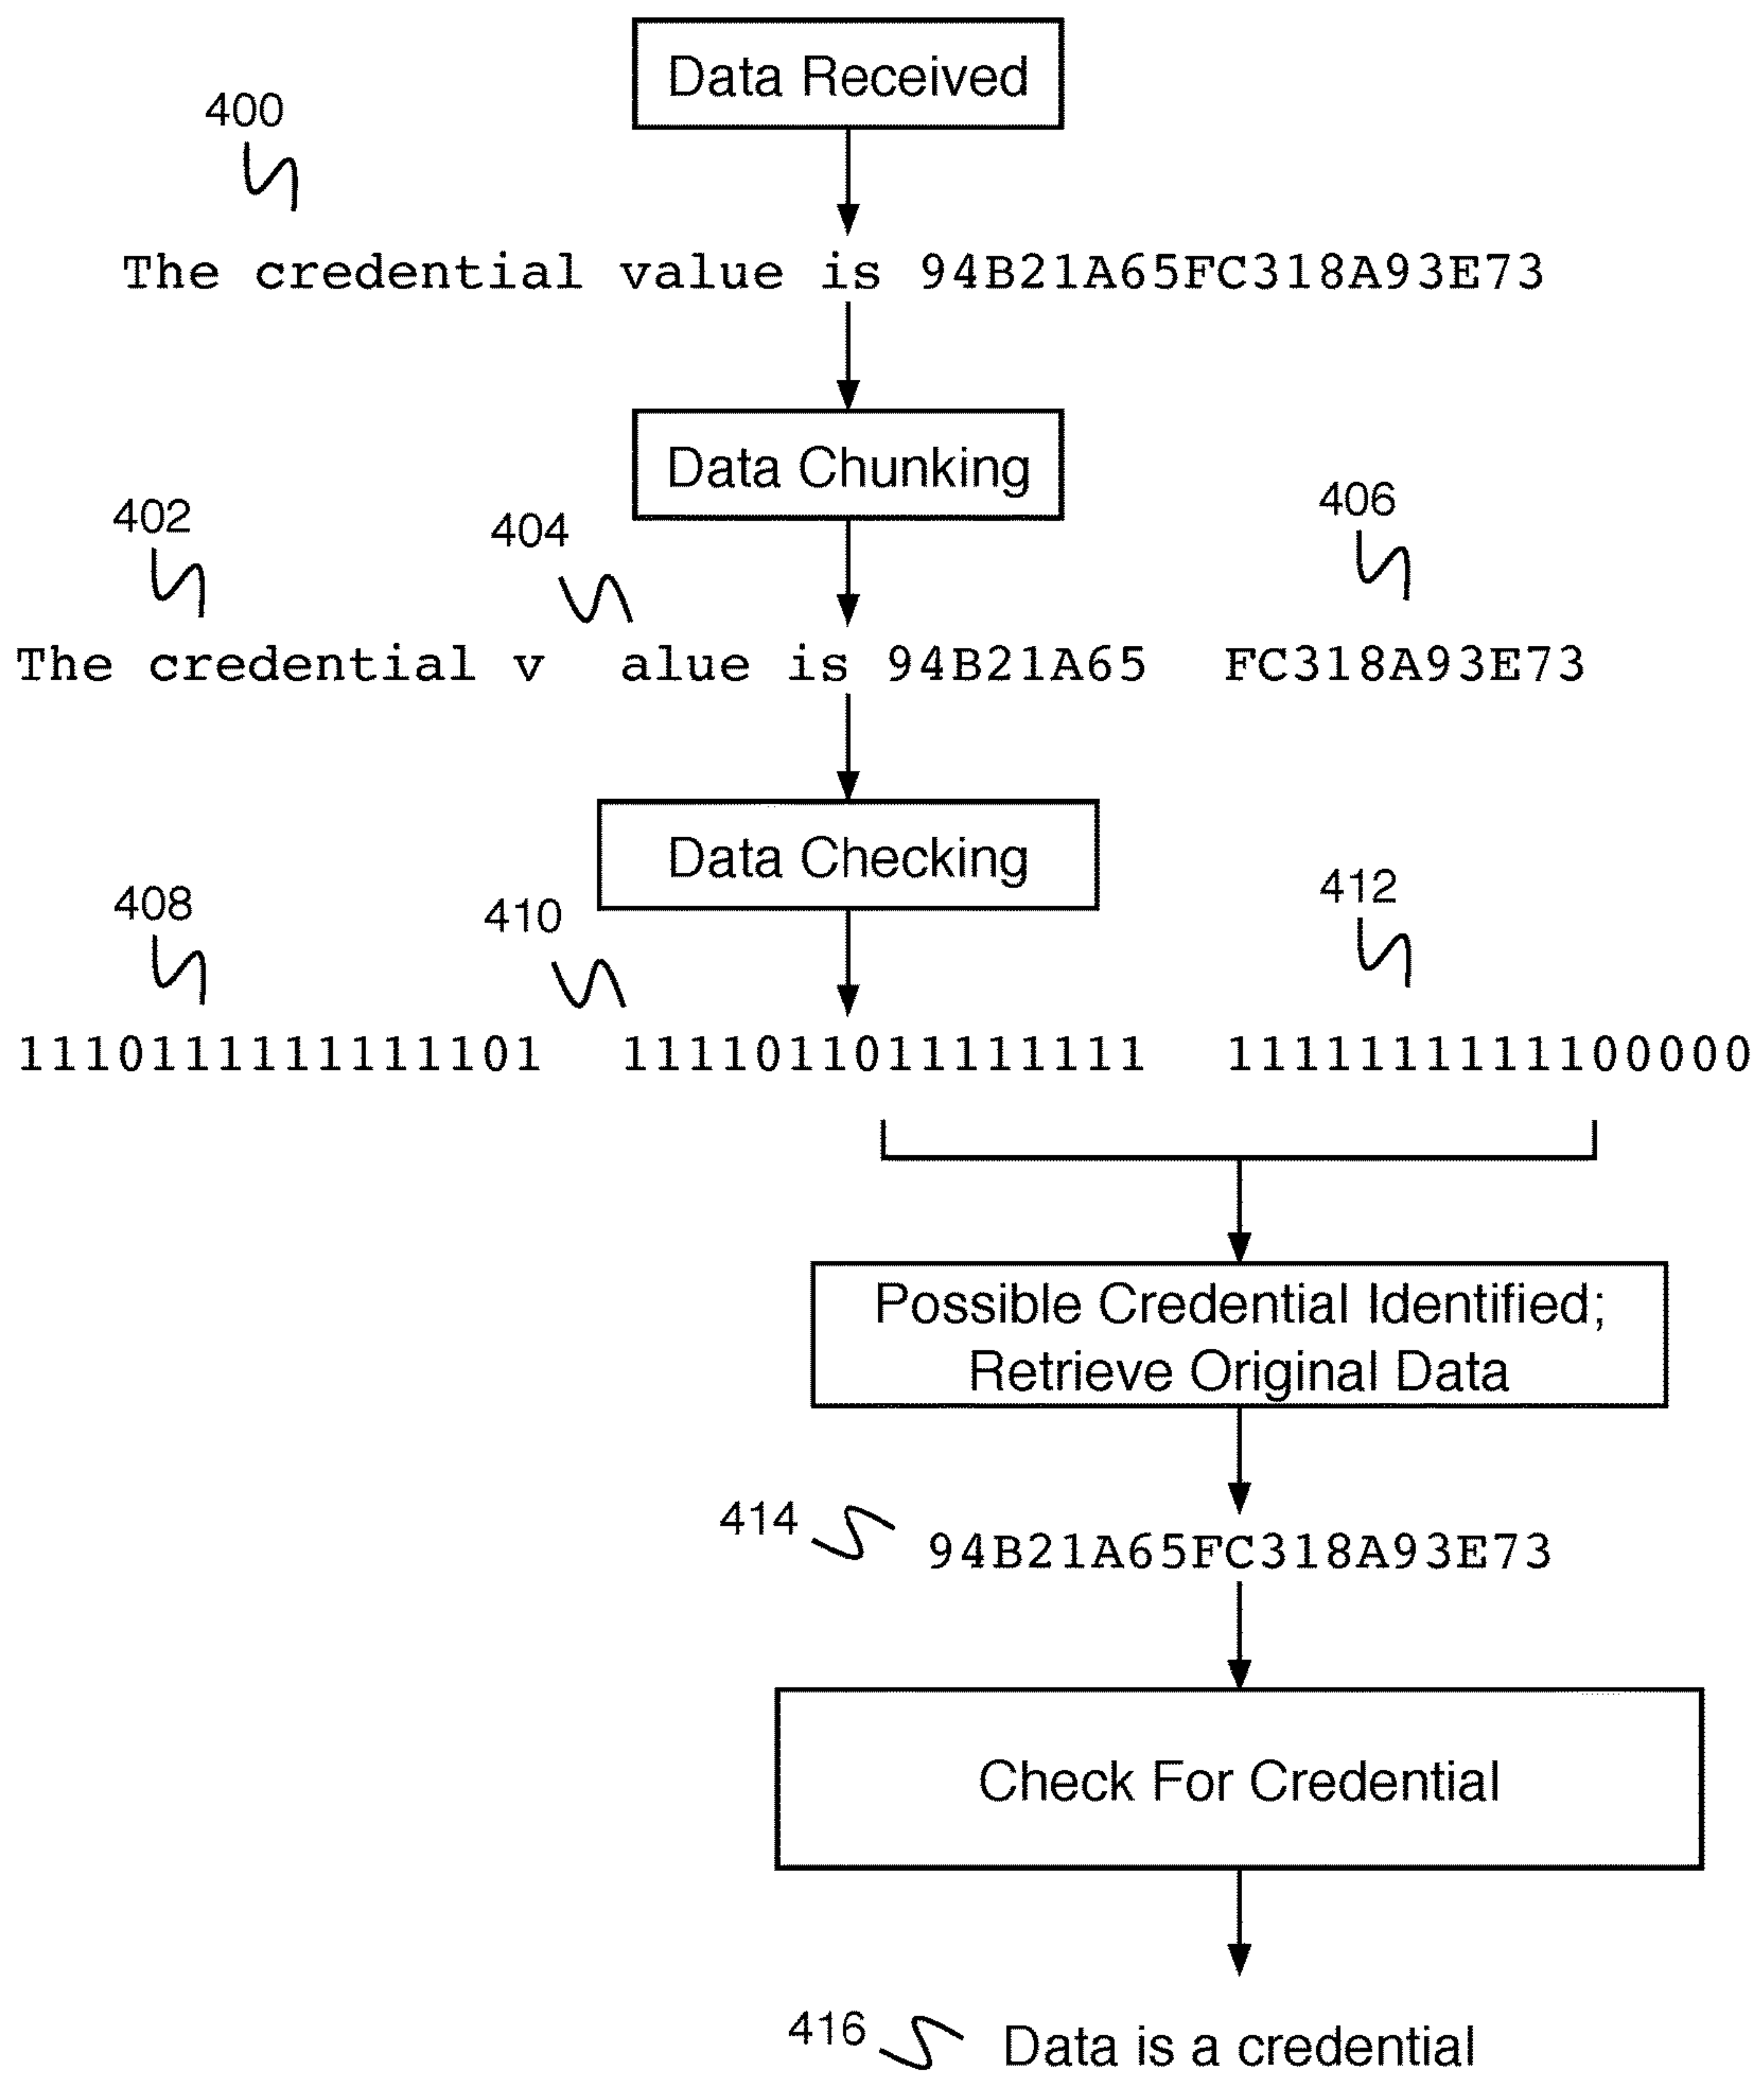 Data Received
400
The credential value is 94B21A65FC318A93E73
Data Chunking
402 404 406
The credential v alue is 94B21A65 FC318A93E73
Data Checking
408 410 412
1110111111111101 1111011011111111 1111111111100000
Possible Credential Identified;
Retrieve Original Data
414 94B21A65FC318A93E73
Check For Credential
416 Data is a credential